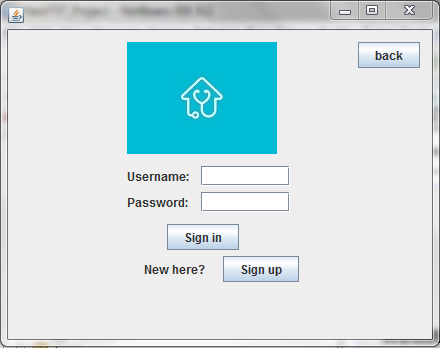 back
Username:
Password:
Sign in
New here? Sign up